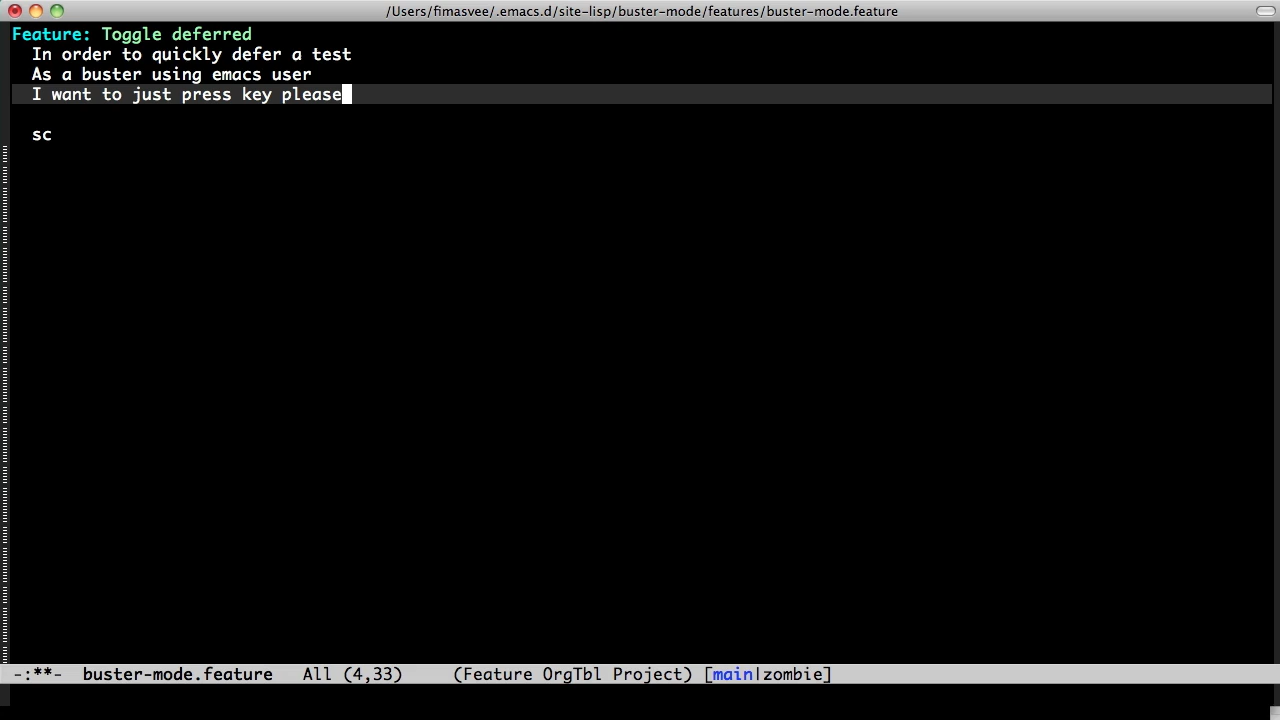 /Users/fimasvee/.emacs.d/site-lisp/buster-mode/features/buster-mode.feature
Feature: Toggle deferred
In order to quickly defer a test
As a buster using emacs user
I want to just press key please
sc
-:**- buster-mode.feature All (4,33) (Feature OrgTbl Project) [main|zombie]